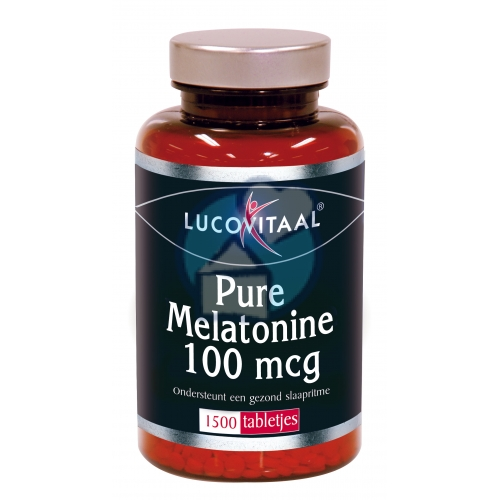 LUCOVITAAL®
Pure
Melatonine
100 mcg
Ondersteunt een gezond slaapritme
1500 tabletjes